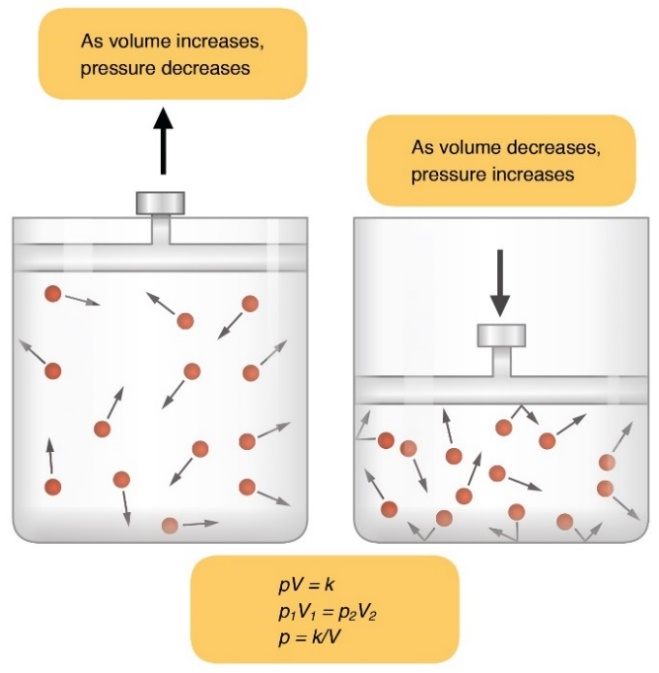 As volume increases,
pressure decreases
As volume decreases,
pressure increases
pV = k
p₁V₁ = p₂V₂
p = k/V